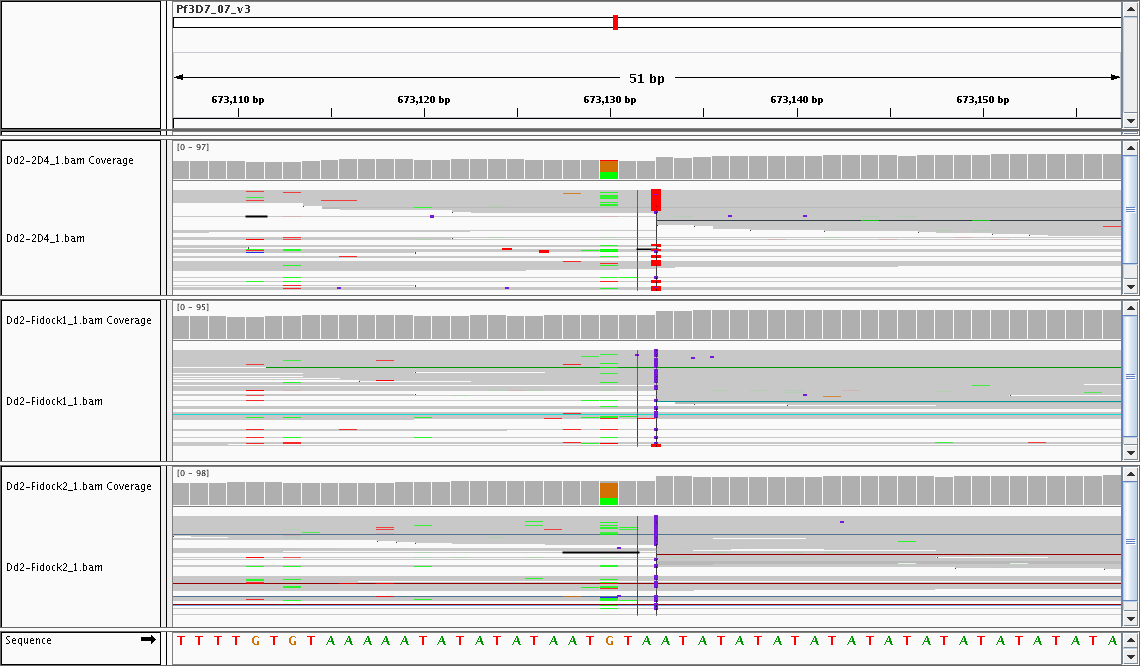 Pf3D7_07_v3
51 bp
673,110 bp 673,120 bp 673,130 bp 673,140 bp 673,150 bp
Dd2-2D4_1.bam Coverage
[0 - 97]
Dd2-2D4_1.bam
Dd2-Fidock1_1.bam Coverage
[0 - 95]
Dd2-Fidock1_1.bam
Dd2-Fidock2_1.bam Coverage
[0 - 98]
Dd2-Fidock2_1.bam
Sequence T T T T G T G T A A A A A T A T A T A A T G T A A T A T A T A T A T A T A T A T A T A T A T A